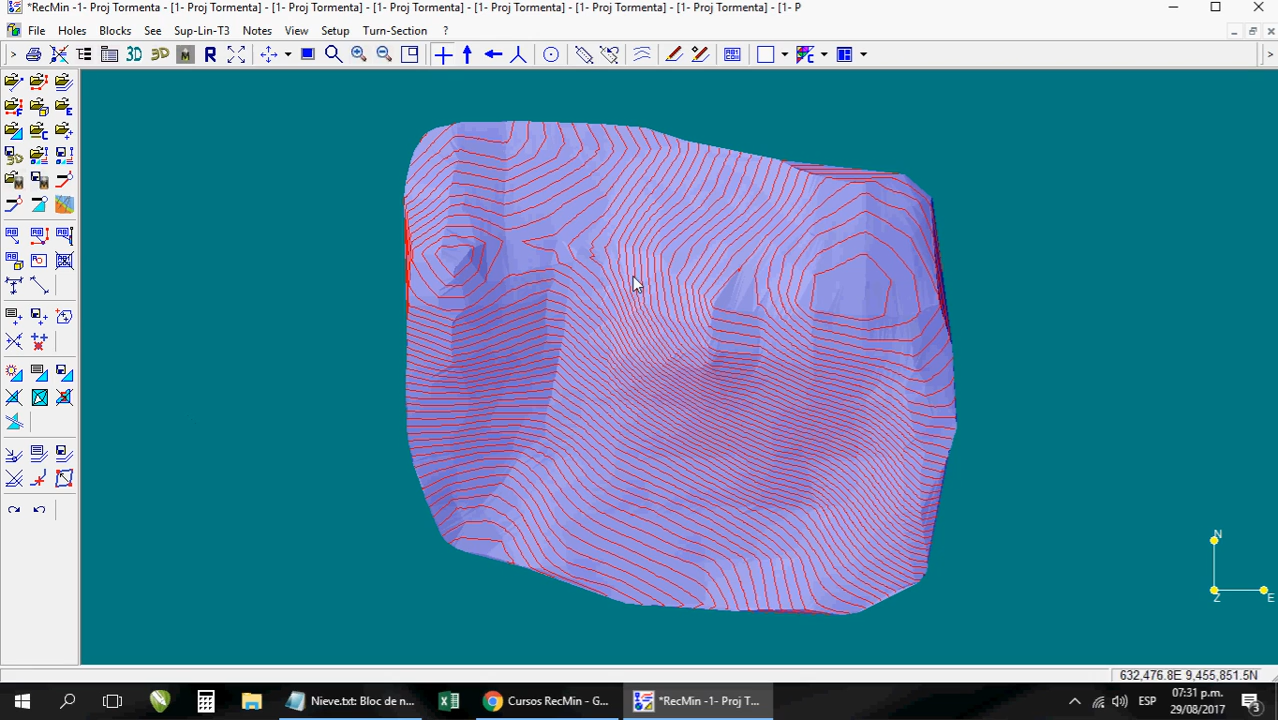 *RecMin -1- Proj Tormenta - [1- Proj Tormenta] - [1- Proj Tormenta] - [1- Proj Tormenta] - [1- Proj Tormenta] - [1- Proj Tormenta] - [1- P
File Holes Blocks See Sup-Lin-T3 Notes View Setup Turn-Section ?
3D 3D M R C
N
Z E
632,476.8E 9,455,851.5N
Nieve.txt: Bloc de n... Cursos RecMin - G... *RecMin -1- Proj T... ESP 07:31 p.m.
29/08/2017 3